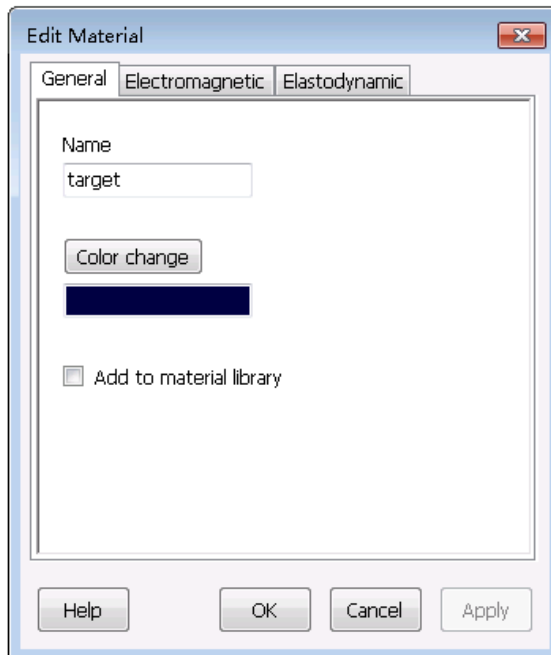 Edit Material
General Electromagnetic Elastodynamic
Name
target
Color change
Add to material library
Help OK Cancel Apply